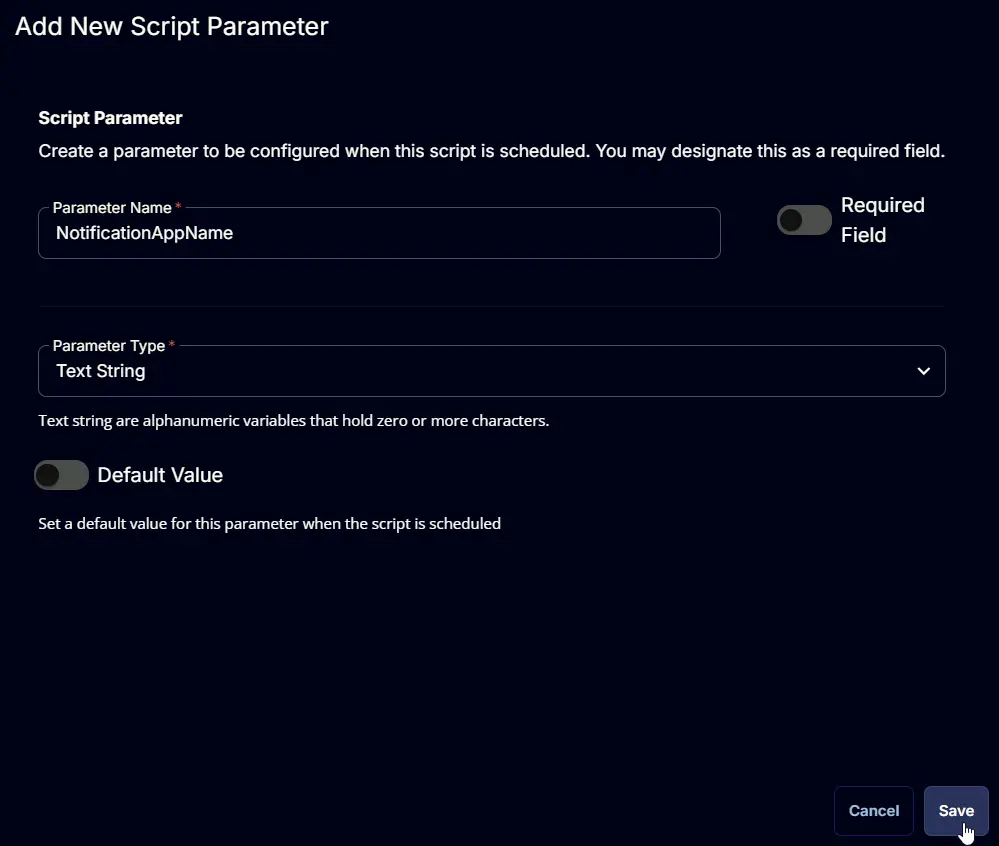 Add New Script Parameter
Script Parameter
Create a parameter to be configured when this script is scheduled. You may designate this as a required field.
Parameter Name *
NotificationAppName
Required
Field
Parameter Type *
Text String
Text string are alphanumeric variables that hold zero or more characters.
Default Value
Set a default value for this parameter when the script is scheduled
Cancel
Save